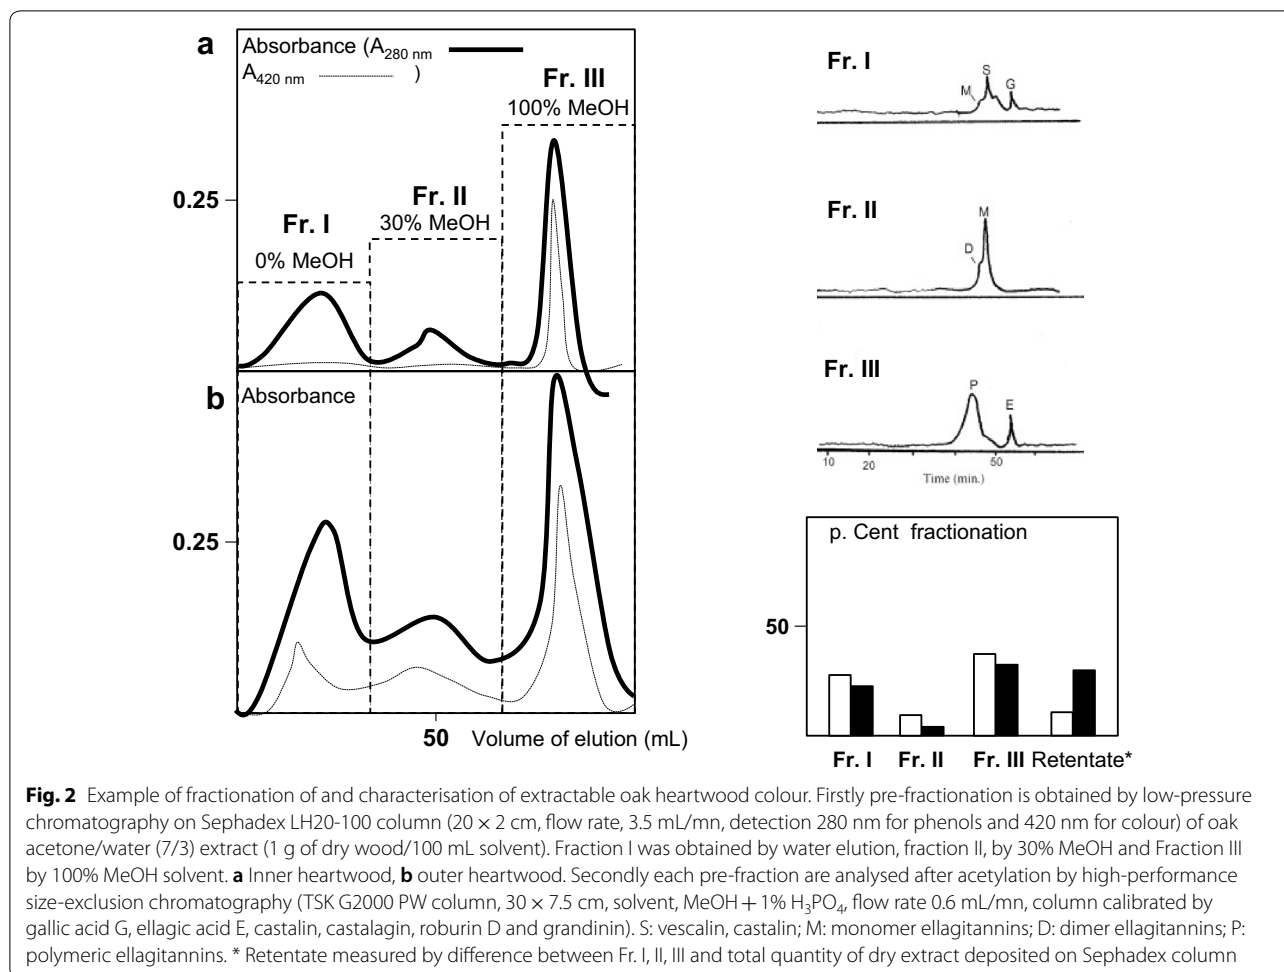 a
Absorbance (A280 nm
A420 nm )
Fr. III
100% MeOH
0.25
Fr. II
30% MeOH
Fr. I
0% MeOH
b
Absorbance
0.25
50 Volume of elution (mL)
Fr. I
M S G
Fr. II
D M
Fr. III
P E
10 20 50
Time (min.)
p. Cent fractionation
50
Fr. I Fr. II Fr. III Retentate*
Fig. 2 Example of fractionation of and characterisation of extractable oak heartwood colour. Firstly pre-fractionation is obtained by low-pressure
chromatography on Sephadex LH20-100 column (20 × 2 cm, flow rate, 3.5 mL/mn, detection 280 nm for phenols and 420 nm for colour) of oak
acetone/water (7/3) extract (1 g of dry wood/100 mL solvent). Fraction I was obtained by water elution, fraction II, by 30% MeOH and Fraction III
by 100% MeOH solvent. a Inner heartwood, b outer heartwood. Secondly each pre-fraction are analysed after acetylation by high-performance
size-exclusion chromatography (TSK G2000 PW column, 30 × 7.5 cm, solvent, MeOH + 1% H3PO4, flow rate 0.6 mL/mn, column calibrated by
gallic acid G, ellagic acid E, castalin, castalagin, roburin D and grandinin). S: vescalin, castalin; M: monomer ellagitannins; D: dimer ellagitannins; P:
polymeric ellagitannins. * Retentate measured by difference between Fr. I, II, III and total quantity of dry extract deposited on Sephadex column